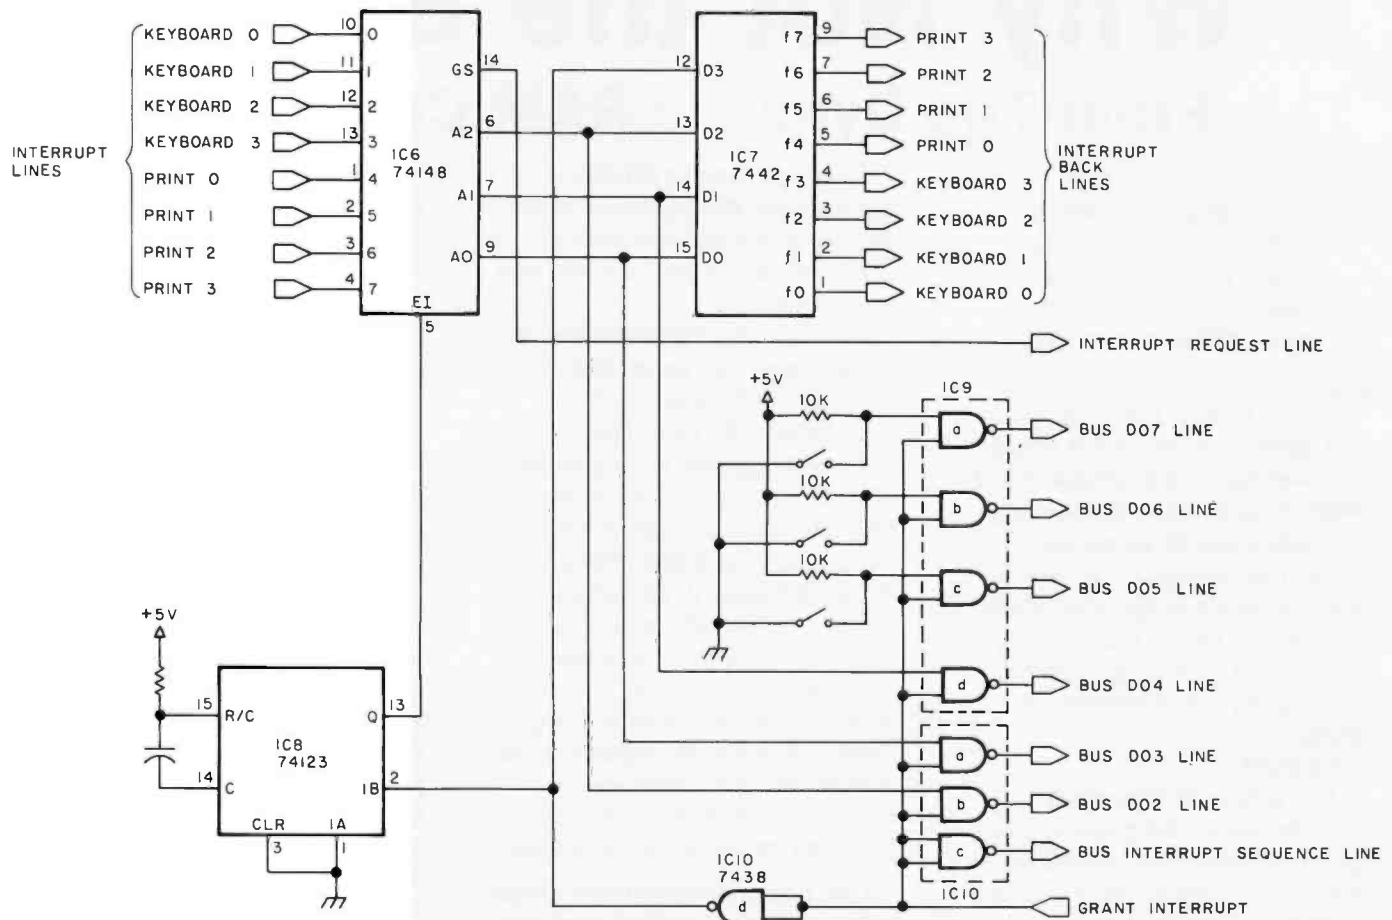 INTERRUPT LINES
KEYBOARD 0
KEYBOARD 1
KEYBOARD 2
KEYBOARD 3
PRINT 0
PRINT 1
PRINT 2
PRINT 3
10 0
11 1
12 2
13 3
1 4
2 5
3 6
4 7
IC6
74148
GS 14
A2 6
A1 7
A0 9
EI
5
12 D3
13 D2
14 D1
15 D0
IC7
7442
f7 9 PRINT 3
f6 7 PRINT 2
f5 6 PRINT 1
f4 5 PRINT 0
f3 4 KEYBOARD 3
f2 3 KEYBOARD 2
f1 2 KEYBOARD 1
f0 1 KEYBOARD 0
INTERRUPT
BACK
LINES
INTERRUPT REQUEST LINE
+5V
10K
10K
10K
IC9
a BUS D07 LINE
b BUS D06 LINE
c BUS D05 LINE
d BUS D04 LINE
a BUS D03 LINE
b BUS D02 LINE
c BUS INTERRUPT SEQUENCE LINE
IC10
GRANT INTERRUPT
IC10
7438
d
+5V
15 R/C
14 C
IC8
74123
Q 13
1B 2
CLR 1A
3 1